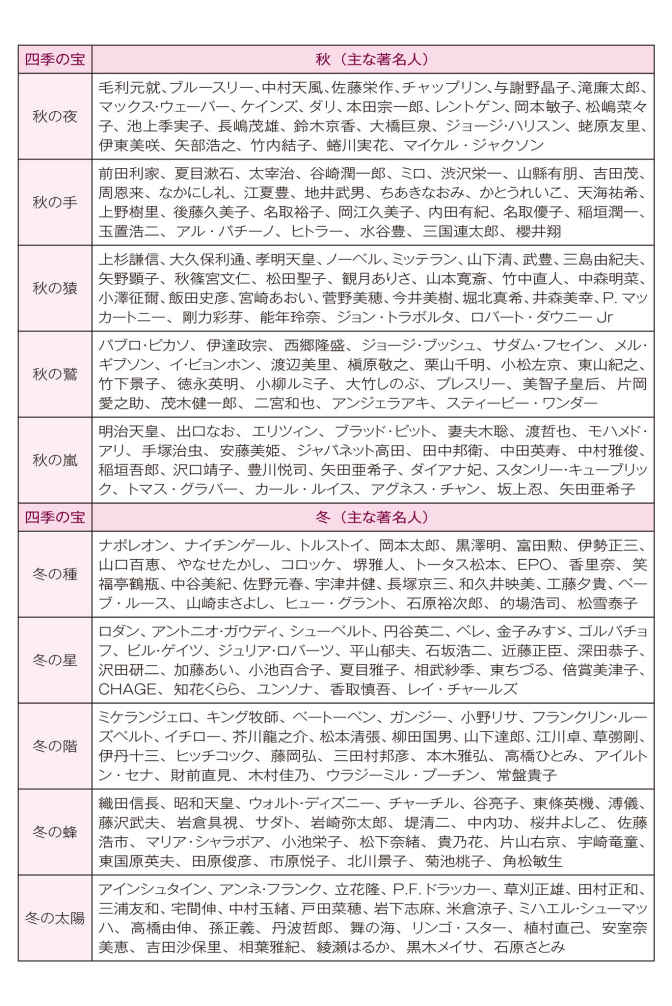 四季の宝
秋（主な著名人）
秋の夜
毛利元就、ブルースリー、中村天風、佐藤栄作、チャップリン、与謝野晶子、滝廉太郎、
マックス・ウェーバー、ケインズ、ダリ、本田宗一郎、レントゲン、岡本敏子、松嶋菜々
子、池上季実子、長嶋茂雄、鈴木京香、大橋巨泉、ジョージ・ハリスン、蛯原友里、
伊東美咲、矢部浩之、竹内結子、蜷川実花、マイケル・ジャクソン
秋の手
前田利家、夏目漱石、太宰治、谷崎潤一郎、ミロ、渋沢栄一、山縣有朋、吉田茂、
周恩来、なかにし礼、江夏豊、地井武男、ちあきなおみ、かとうれいこ、天海祐希、
上野樹里、後藤久美子、名取裕子、岡江久美子、内田有紀、名取優子、稲垣潤一、
玉置浩二、アル・パチーノ、ヒトラー、水谷豊、三国連太郎、櫻井翔
秋の猿
上杉謙信、大久保利通、孝明天皇、ノーベル、ミッテラン、山下清、武豊、三島由紀夫、
矢野顕子、秋篠宮文仁、松田聖子、観月ありさ、山本寛斎、竹中直人、中森明菜、
小澤征爾、飯田史彦、宮崎あおい、菅野美穂、今井美樹、堀北真希、井森美幸、P. マッ
カートニー、剛力彩芽、能年玲奈、ジョン・トラボルタ、ロバート・ダウニー Jr
秋の鷲
パブロ・ピカソ、伊達政宗、西郷隆盛、ジョージ・ブッシュ、サダム・フセイン、メル・
ギブソン、イ・ビョンホン、渡辺美里、槇原敬之、栗山千明、小松左京、東山紀之、
竹下景子、徳永英明、小柳ルミ子、大竹しのぶ、プレスリー、美智子皇后、片岡
愛之助、茂木健一郎、二宮和也、アンジェラアキ、スティービー・ワンダー
秋の嵐
明治天皇、出口なお、エリツィン、ブラッド・ピット、妻夫木聡、渡哲也、モハメド・
アリ、手塚治虫、安藤美姫、ジャパネット高田、田中邦衛、中田英寿、中村雅俊、
稲垣吾郎、沢口靖子、豊川悦司、矢田亜希子、ダイアナ妃、スタンリー・キューブリッ
ク、トマス・グラバー、カール・ルイス、アグネス・チャン、坂上忍、矢田亜希子
四季の宝
冬（主な著名人）
冬の種
ナポレオン、ナイチンゲール、トルストイ、岡本太郎、黒澤明、富田勲、伊勢正三、
山口百恵、やなせたかし、コロッケ、堺雅人、トータス松本、EPO、香里奈、笑
福亭鶴瓶、中谷美紀、佐野元春、宇津井健、長塚京三、和久井映美、工藤夕貴、ベー
ブ・ルース、山崎まさよし、ヒュー・グラント、石原裕次郎、的場浩司、松雪泰子
冬の星
ロダン、アントニオ・ガウディ、シューベルト、円谷英二、ペレ、金子みすゞ、ゴルバチョ
フ、ビル・ゲイツ、ジュリア・ロバーツ、平山郁夫、石坂浩二、近藤正臣、深田恭子、
沢田研二、加藤あい、小池百合子、夏目雅子、相武紗季、東ちづる、倍賞美津子、
CHAGE、知花くらら、ユンソナ、香取慎吾、レイ・チャールズ
冬の階
ミケランジェロ、キング牧師、ベートーベン、ガンジー、小野リサ、フランクリン・ルー
ズベルト、イチロー、芥川龍之介、松本清張、柳田国男、山下達郎、江川卓、草彅剛、
伊丹十三、ヒッチコック、藤岡弘、三田村邦彦、本木雅弘、高橋ひとみ、アイルト
ン・セナ、財前直見、木村佳乃、ウラジーミル・プーチン、常盤貴子
冬の蜂
織田信長、昭和天皇、ウォルト・ディズニー、チャーチル、谷亮子、東條英機、溥儀、
藤沢武夫、岩倉具視、サダト、岩崎弥太郎、堤清二、中内功、桜井よしこ、佐藤
浩市、マリア・シャラポア、小池栄子、松下奈緒、貴乃花、片山右京、宇崎竜童、
東国原英夫、田原俊彦、市原悦子、北川景子、菊池桃子、角松敏生
冬の太陽
アインシュタイン、アンネ・フランク、立花隆、P.F. ドラッカー、草刈正雄、田村正和、
三浦友和、宅間伸、中村玉緒、戸田菜穂、岩下志麻、米倉涼子、ミハエル・シューマッ
ハ、高橋由伸、孫正義、丹波哲郎、舞の海、リンゴ・スター、植村直己、安室奈
美恵、吉田沙保里、相葉雅紀、綾瀬はるか、黒木メイサ、石原さとみ